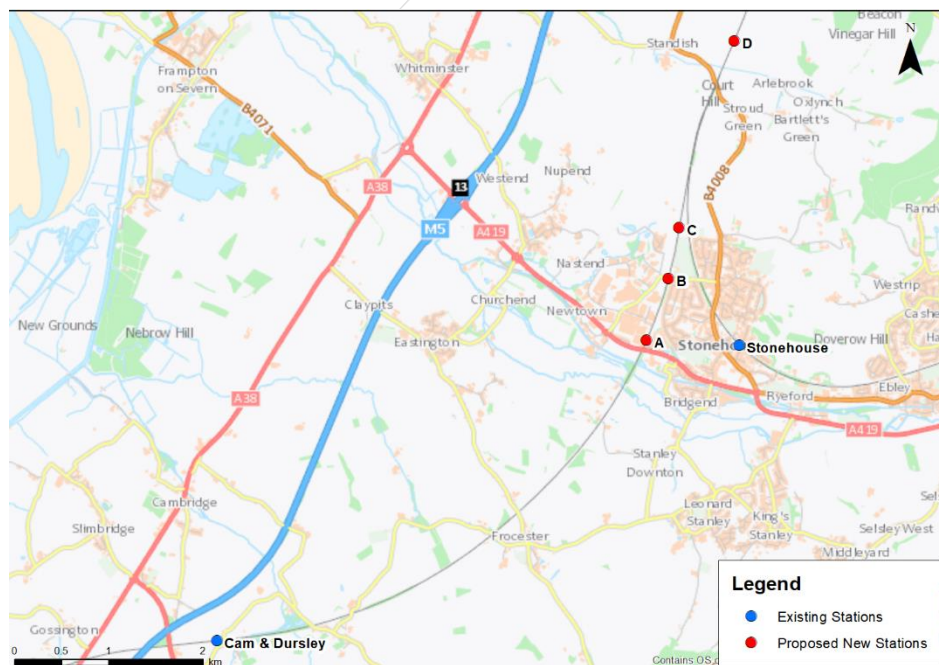 Beacon
Vinegar Hill
N
D
Standish
Whitminster
Frampton
on Severn
Court
Hill
Arlebrook
Oxlynch
Stroud
Green
Bartlett's
Green
B4071
A38
13
Westend
Nupend
B4008
M5
A419
C
Nastend
B
Westrip
Claypits
Churchend
Newtown
New Grounds
Nebrow Hill
Eastington
A
Stonehouse
Doverow Hill
Ebley
Bridgend
Ryeford
A38
A419
Stanley
Downton
Cambridge
Leonard
Stanley
King's
Stanley
Slimbridge
Frocester
Selsley West
Middleyard
Gossington
Cam & Dursley
0 0.5 1 2
km
Legend
Existing Stations
Proposed New Stations
Contains OS